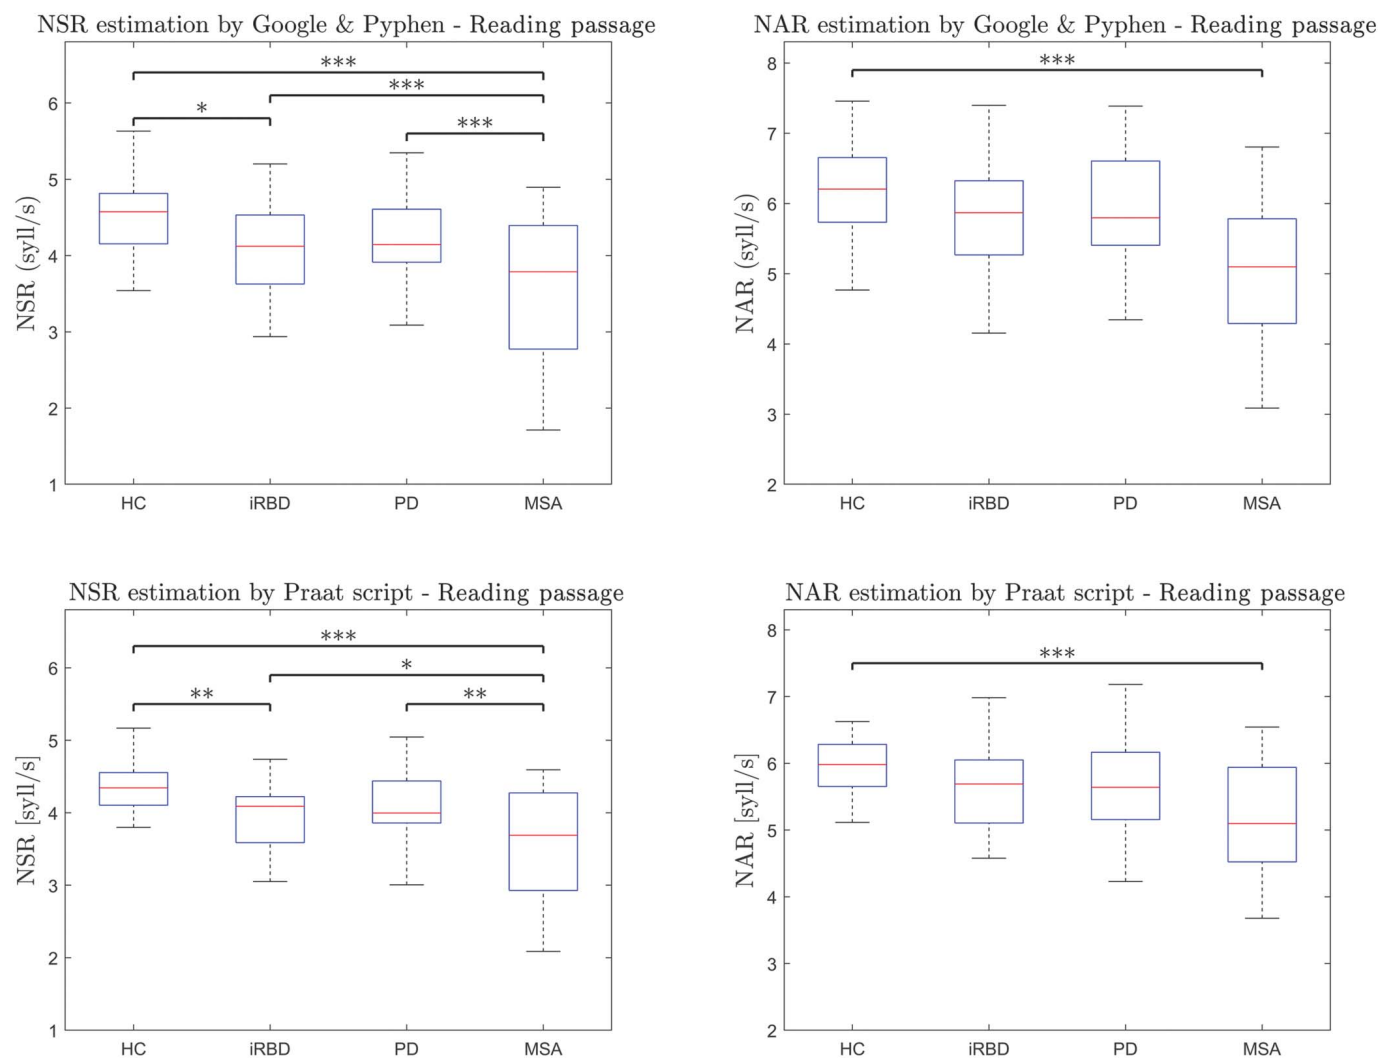 NSR estimation by Google & Pyphen - Reading passage
***
***
*
***
6
5
4
3
2
1
NSR (syll/s)
HC iRBD PD MSA
NAR estimation by Google & Pyphen - Reading passage
***
8
7
6
5
4
3
2
NAR (syll/s)
HC iRBD PD MSA
NSR estimation by Praat script - Reading passage
***
*
** **
6
5
4
3
2
1
NSR [syll/s]
HC iRBD PD MSA
NAR estimation by Praat script - Reading passage
***
8
7
6
5
4
3
2
NAR [syll/s]
HC iRBD PD MSA